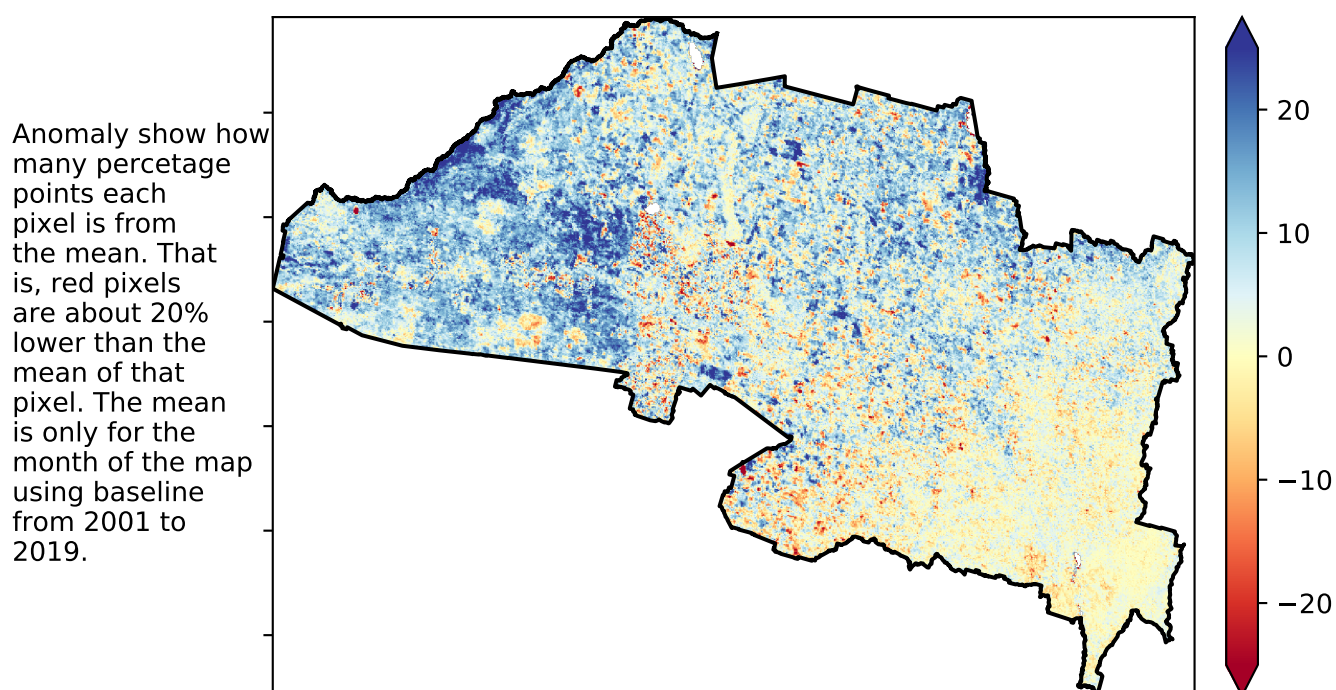 Anomaly show how
many percetage
points each
pixel is from
the mean. That
is, red pixels
are about 20%
lower than the
mean of that
pixel. The mean
is only for the
month of the map
using baseline
from 2001 to
2019.
20
10
0
−10
−20